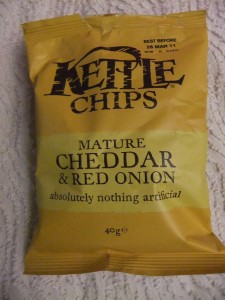 BEST BEFORE
26 MAR 11
KETTLE
CHIPS
MATURE
CHEDDAR
& RED ONION
absolutely nothing artificial
40g e